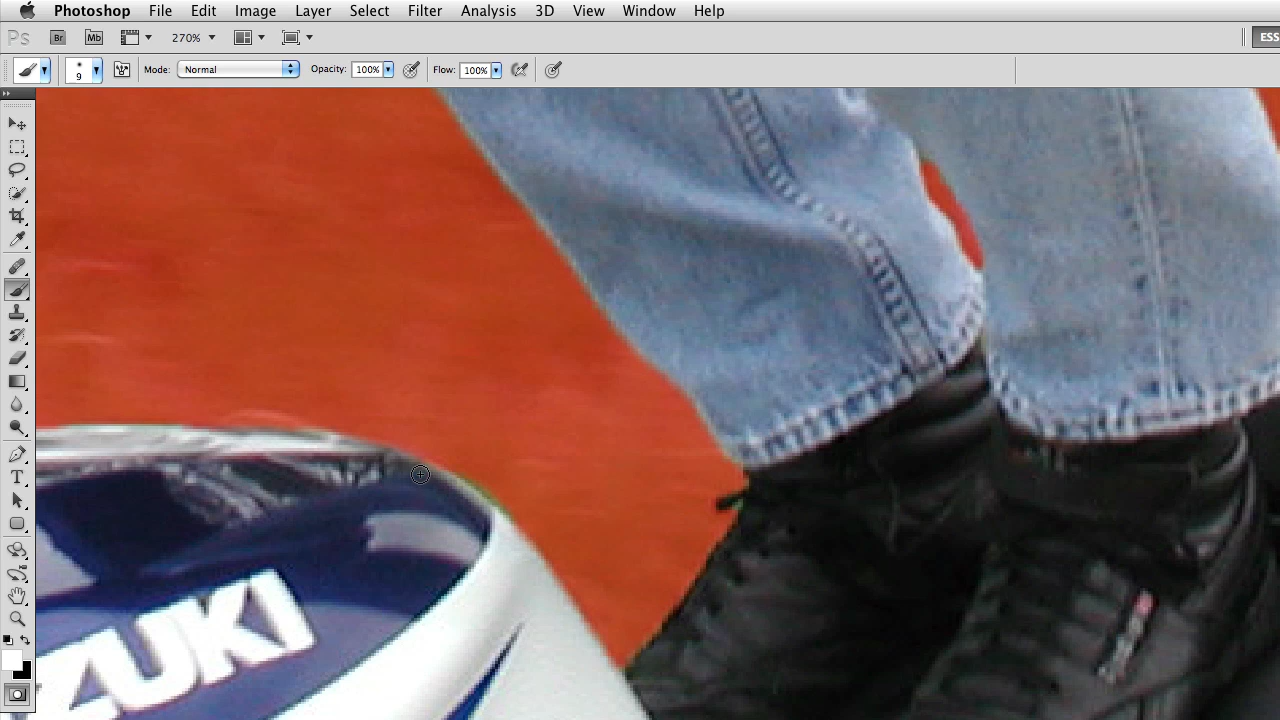 Photoshop File Edit Image Layer Select Filter Analysis 3D View Window Help
Ps Br Mb 270% ESS
9 Mode: Normal Opacity: 100% Flow: 100%
ZUKI